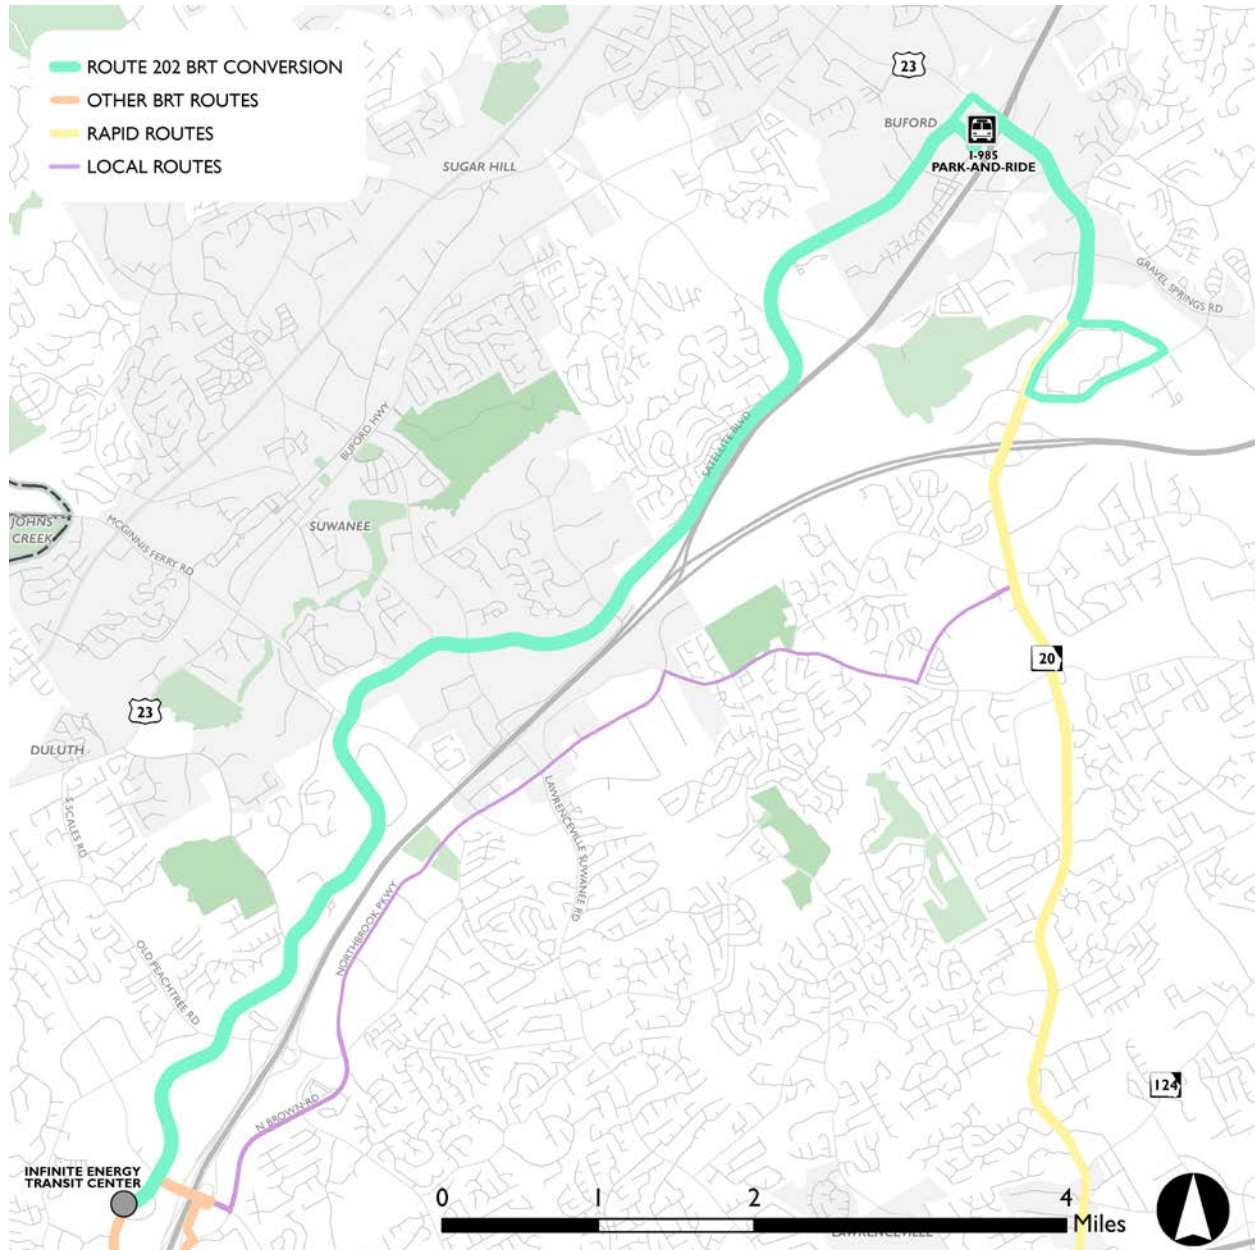 ROUTE 202 BRT CONVERSION
OTHER BRT ROUTES
RAPID ROUTES
LOCAL ROUTES
23
BUFORD
I-985
PARK-AND-RIDE
SUGAR HILL
GRAVEL SPRINGS RD
BUFORD HWY
SATELLITE BLVD
JOHNS
CREEK
MCGINNIS FERRY RD
SUWANEE
20
23
DULUTH
S SCALES RD
LAWRENCEVILLE SUWANEE RD
NORTHBROOK PKWY
OLD PEACHTREE RD
124
N BROWN RD
INFINITE ENERGY
TRANSIT CENTER
0 1 2 4
Miles
LAWRENCEVILLE